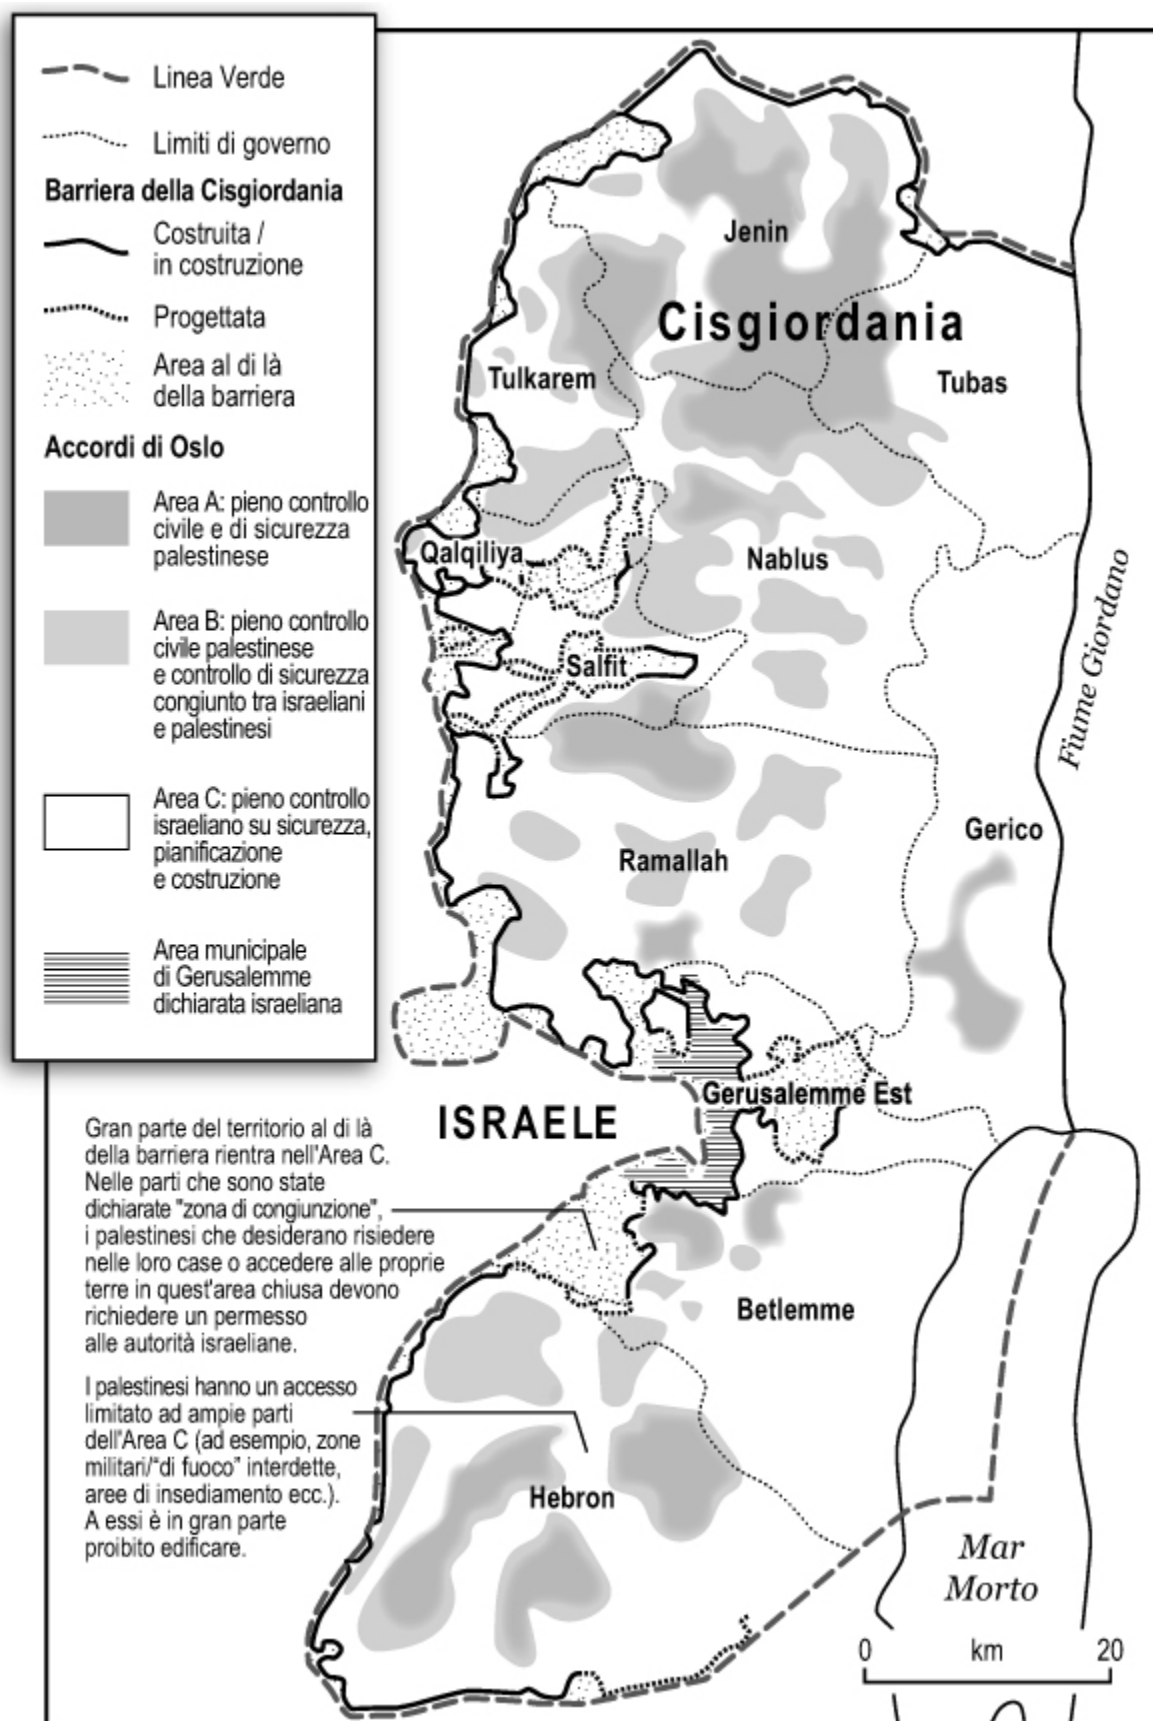 Linea Verde
Limiti di governo
Barriera della Cisgiordania
Costruita /
in costruzione
Progettata
Area al di là
della barriera
Accordi di Oslo
Area A: pieno controllo
civile e di sicurezza
palestinese
Area B: pieno controllo
civile palestinese
e controllo di sicurezza
congiunto tra israeliani
e palestinesi
Area C: pieno controllo
israeliano su sicurezza,
pianificazione
e costruzione
Area municipale
di Gerusalemme
dichiarata israeliana
Jenin
Cisgiordania
Tulkarem
Tubas
Qalqiliya
Nablus
Fiume Giordano
Salfit
Gerico
Ramallah
Gerusalemme Est
ISRAELE
Gran parte del territorio al di là
della barriera rientra nell'Area C.
Nelle parti che sono state
dichiarate "zona di congiunzione",
i palestinesi che desiderano risiedere
nelle loro case o accedere alle proprie
terre in quest'area chiusa devono
richiedere un permesso
alle autorità israeliane.
Betlemme
I palestinesi hanno un accesso
limitato ad ampie parti
dell'Area C (ad esempio, zone
militari/“di fuoco” interdette,
aree di insediamento ecc.).
A essi è in gran parte
proibito edificare.
Hebron
Mar
Morto
0 km 20